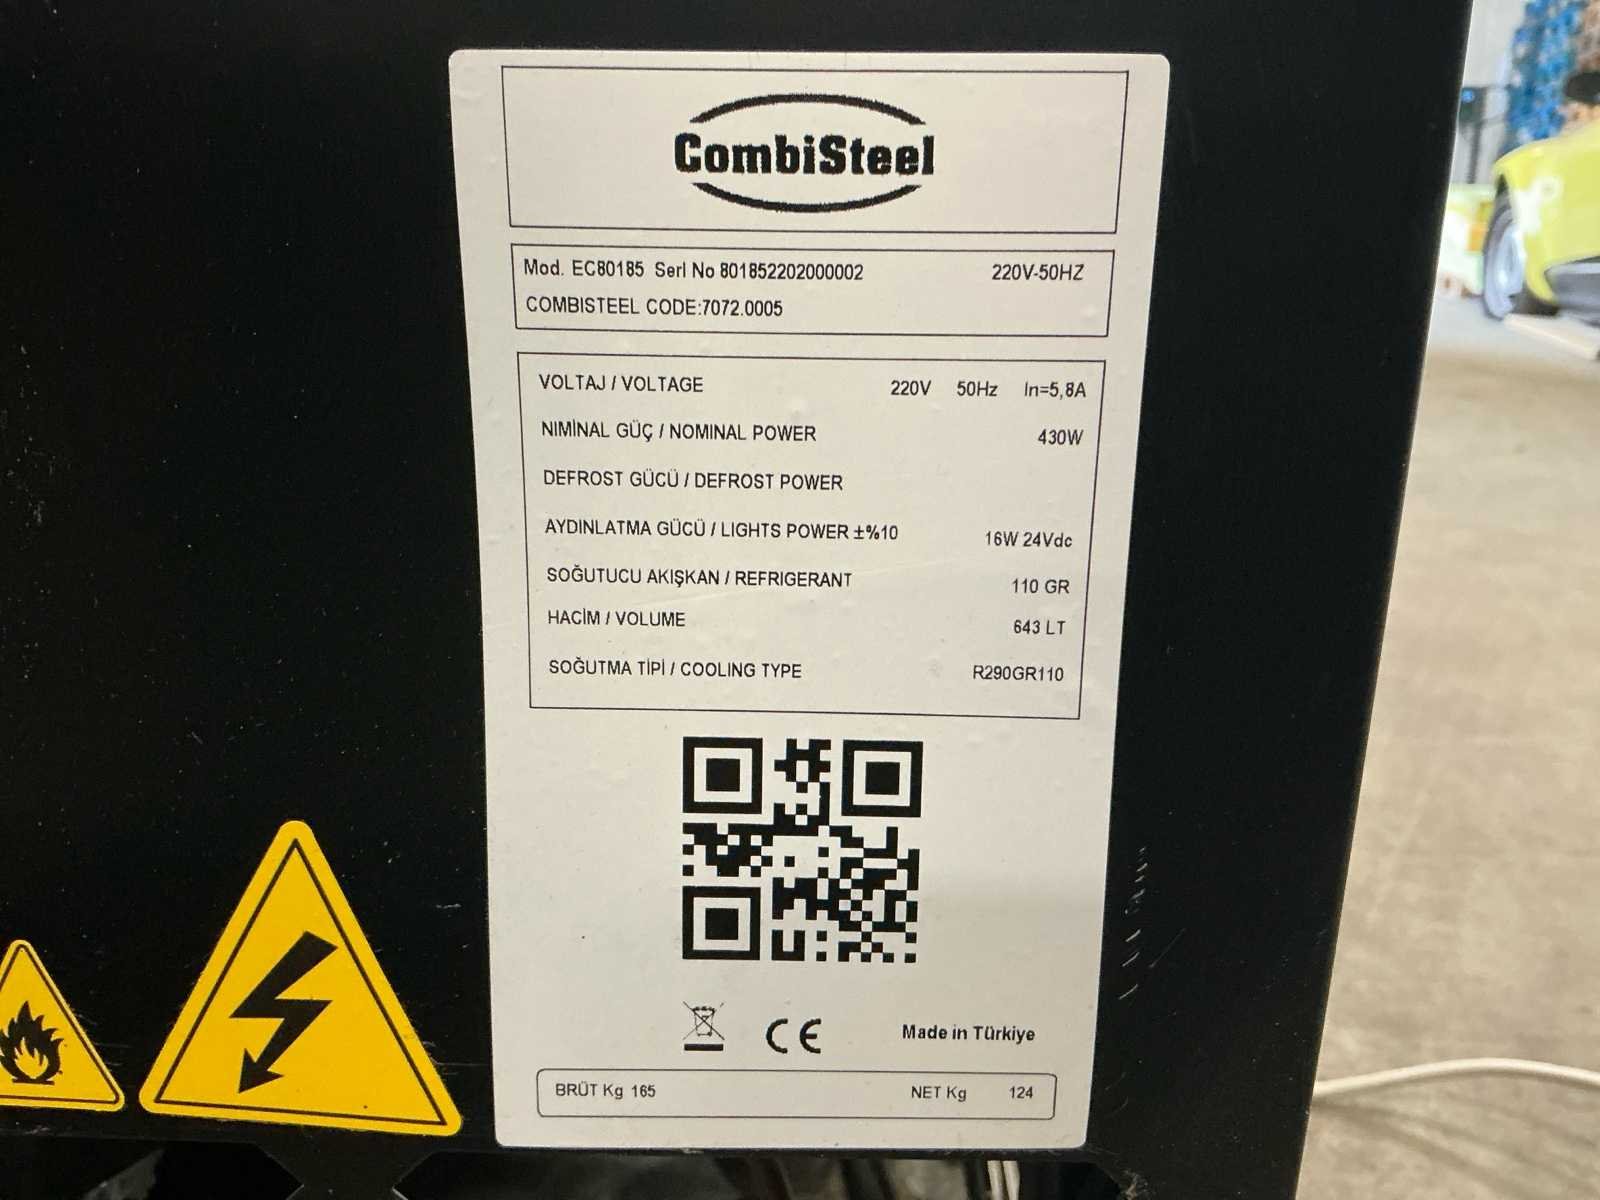 CombiSteel
Mod. EC80185 Seri No 801852202000002 220V-50HZ
COMBISTEEL CODE:7072.0005
VOLTAJ / VOLTAGE 220V 50Hz In=5,8A
NIMİNAL GÜÇ / NOMINAL POWER 430W
DEFROST GÜCÜ / DEFROST POWER
AYDINLATMA GÜCÜ / LIGHTS POWER ±%10 16W 24Vdc
SOĞUTUCU AKIŞKAN / REFRIGERANT 110 GR
HACİM / VOLUME 643 LT
SOĞUTMA TİPİ / COOLING TYPE R290GR110
CE Made in Türkiye
BRÜT Kg 165 NET Kg 124